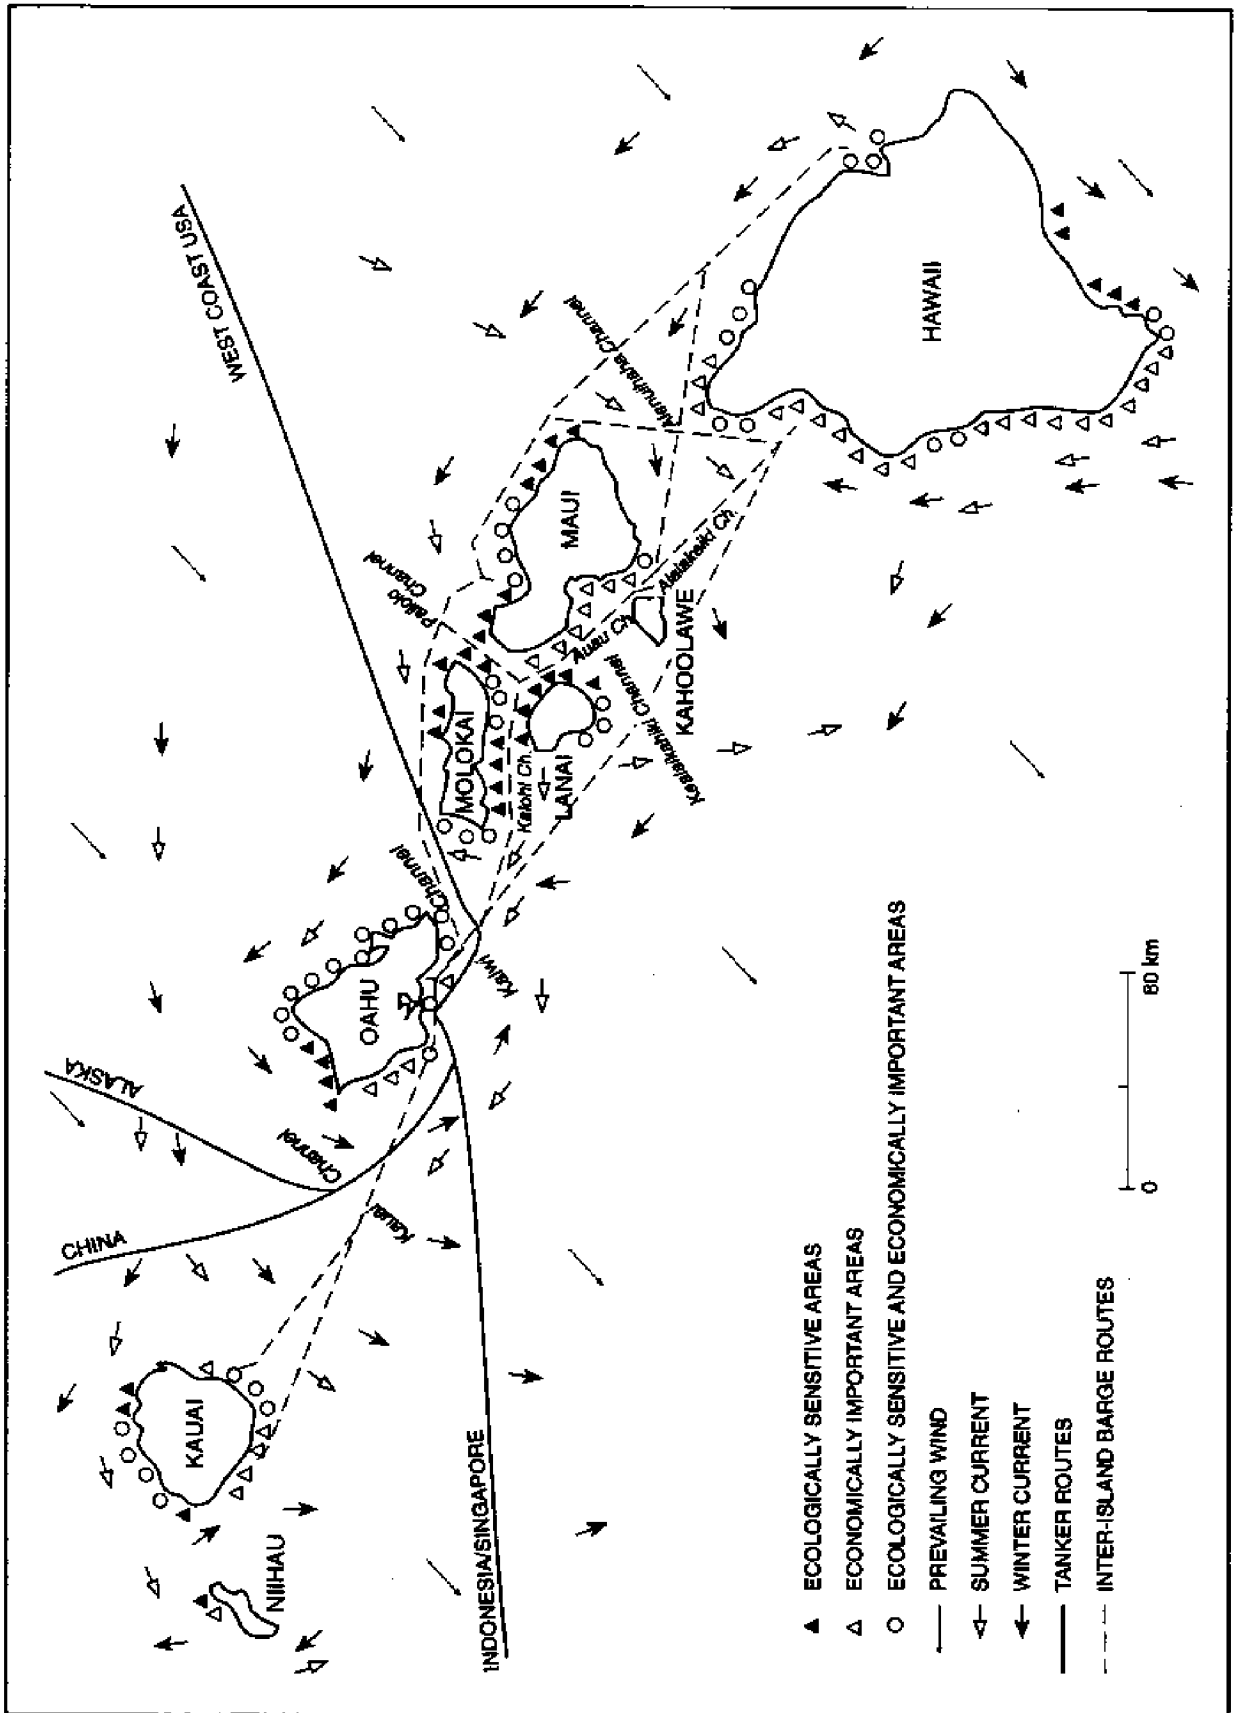 CHINA
ALASKA
WEST COAST USA
KAUAI
NIIHAU
OAHU
Kauai
Channel
Kaiwi
Channel
MOLOKAI
Pailolo
Channel
MAUI
LANAI
Kalohi Ch.
Auau Ch.
KAHOOLAWE
Alalakeiki Ch.
Kealaikahiki Channel
Alenuihaha Channel
HAWAII
INDONESIA/SINGAPORE
ECOLOGICALLY SENSITIVE AREAS
ECONOMICALLY IMPORTANT AREAS
ECOLOGICALLY SENSITIVE AND ECONOMICALLY IMPORTANT AREAS
PREVAILING WIND
SUMMER CURRENT
WINTER CURRENT
TANKER ROUTES
INTER-ISLAND BARGE ROUTES
0
60 km